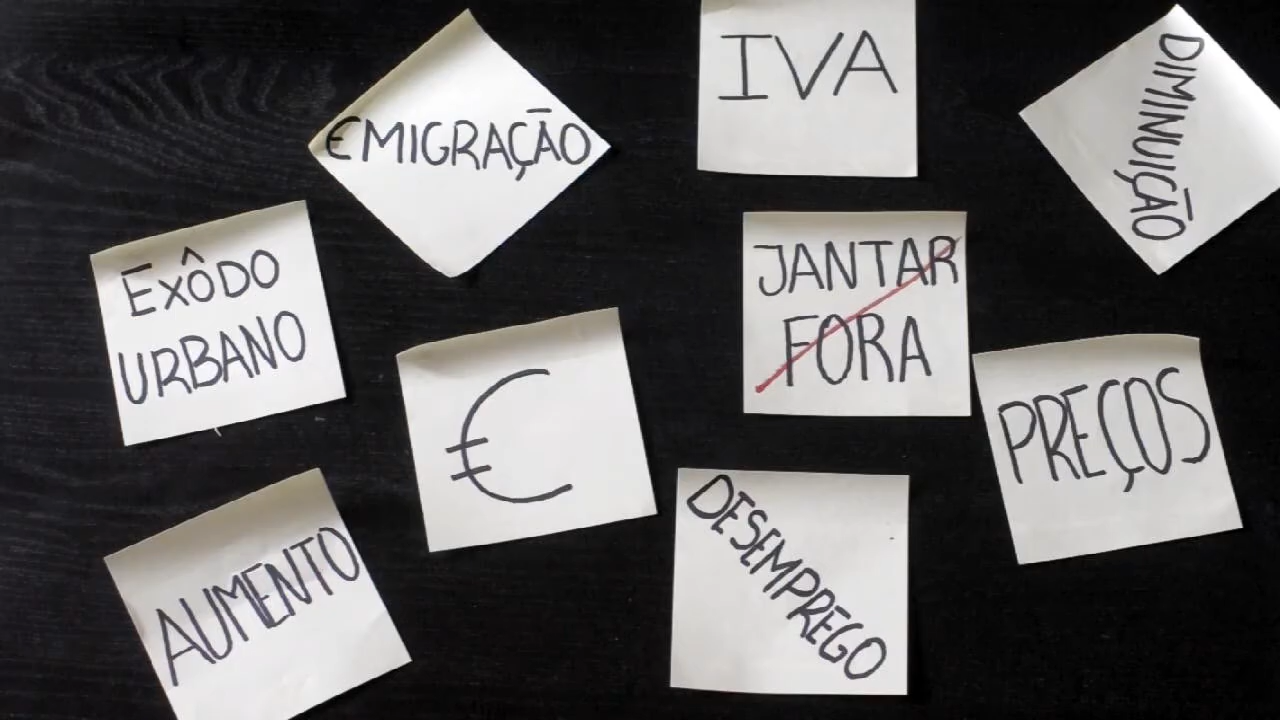 EMIGRAÇÃO
IVA
DIMINUIÇÃO
EXÔDO
URBANO
JANTAR
FORA
€
PREÇOS
AUMENTO
DESEMPREGO